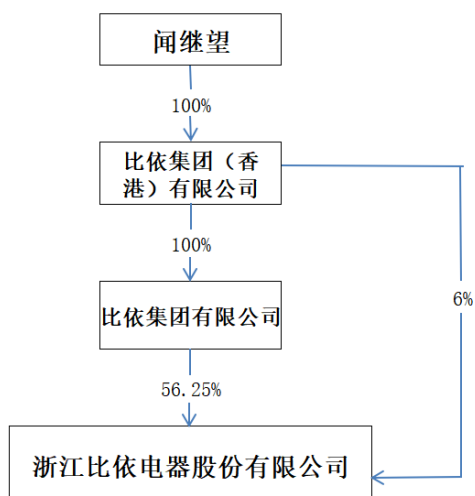 闻继望
100%
比依集团（香
港）有限公司
100%
比依集团有限公司
6%
56.25%
浙江比依电器股份有限公司